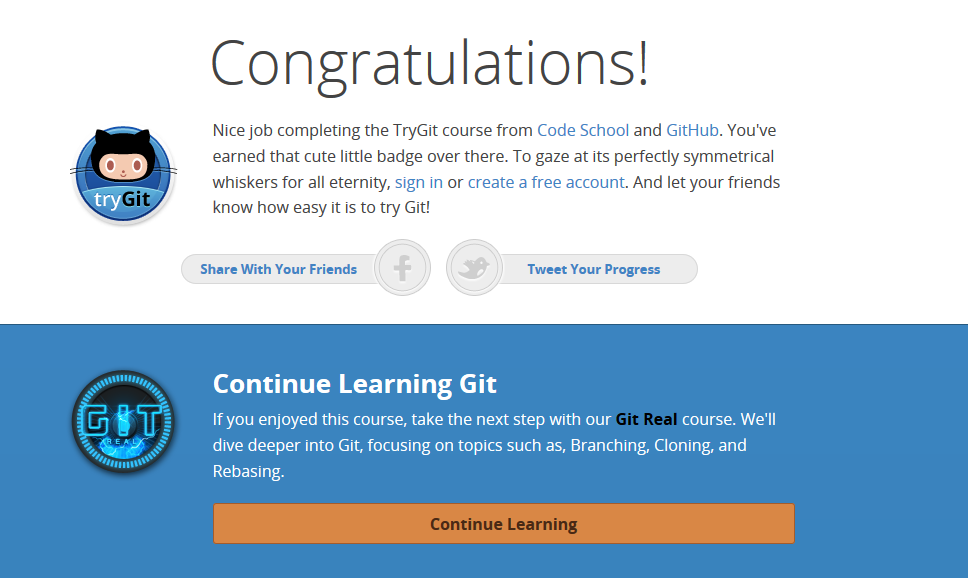 Congratulations!
Nice job completing the TryGit course from Code School and GitHub. You've
earned that cute little badge over there. To gaze at its perfectly symmetrical
whiskers for all eternity, sign in or create a free account. And let your friends
know how easy it is to try Git!
tryGit
Share With Your Friends
Tweet Your Progress
Continue Learning Git
If you enjoyed this course, take the next step with our Git Real course. We'll
dive deeper into Git, focusing on topics such as, Branching, Cloning, and
Rebasing.
GIT
REAL
Continue Learning